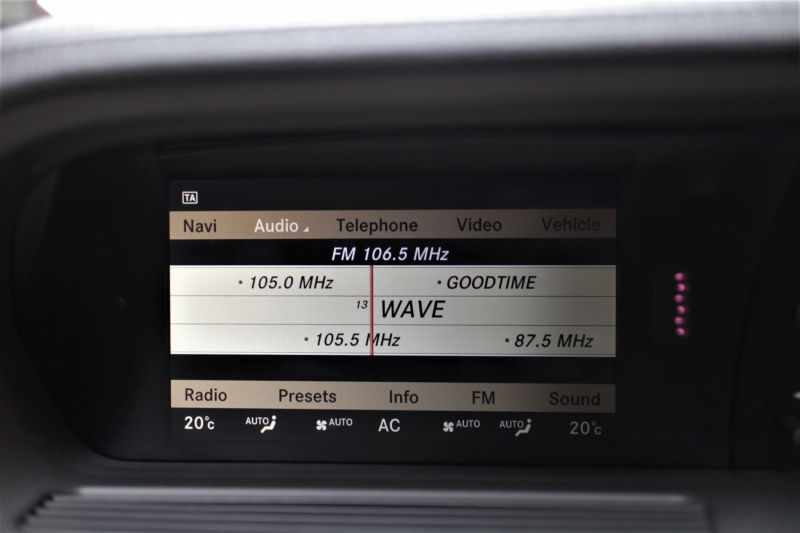 TA
Navi Audio Telephone Video Vehicle
FM 106.5 MHz
• 105.0 MHz • GOODTIME
13 WAVE
• 105.5 MHz • 87.5 MHz
Radio Presets Info FM Sound
20°C AUTO AUTO AC AUTO AUTO 20°C